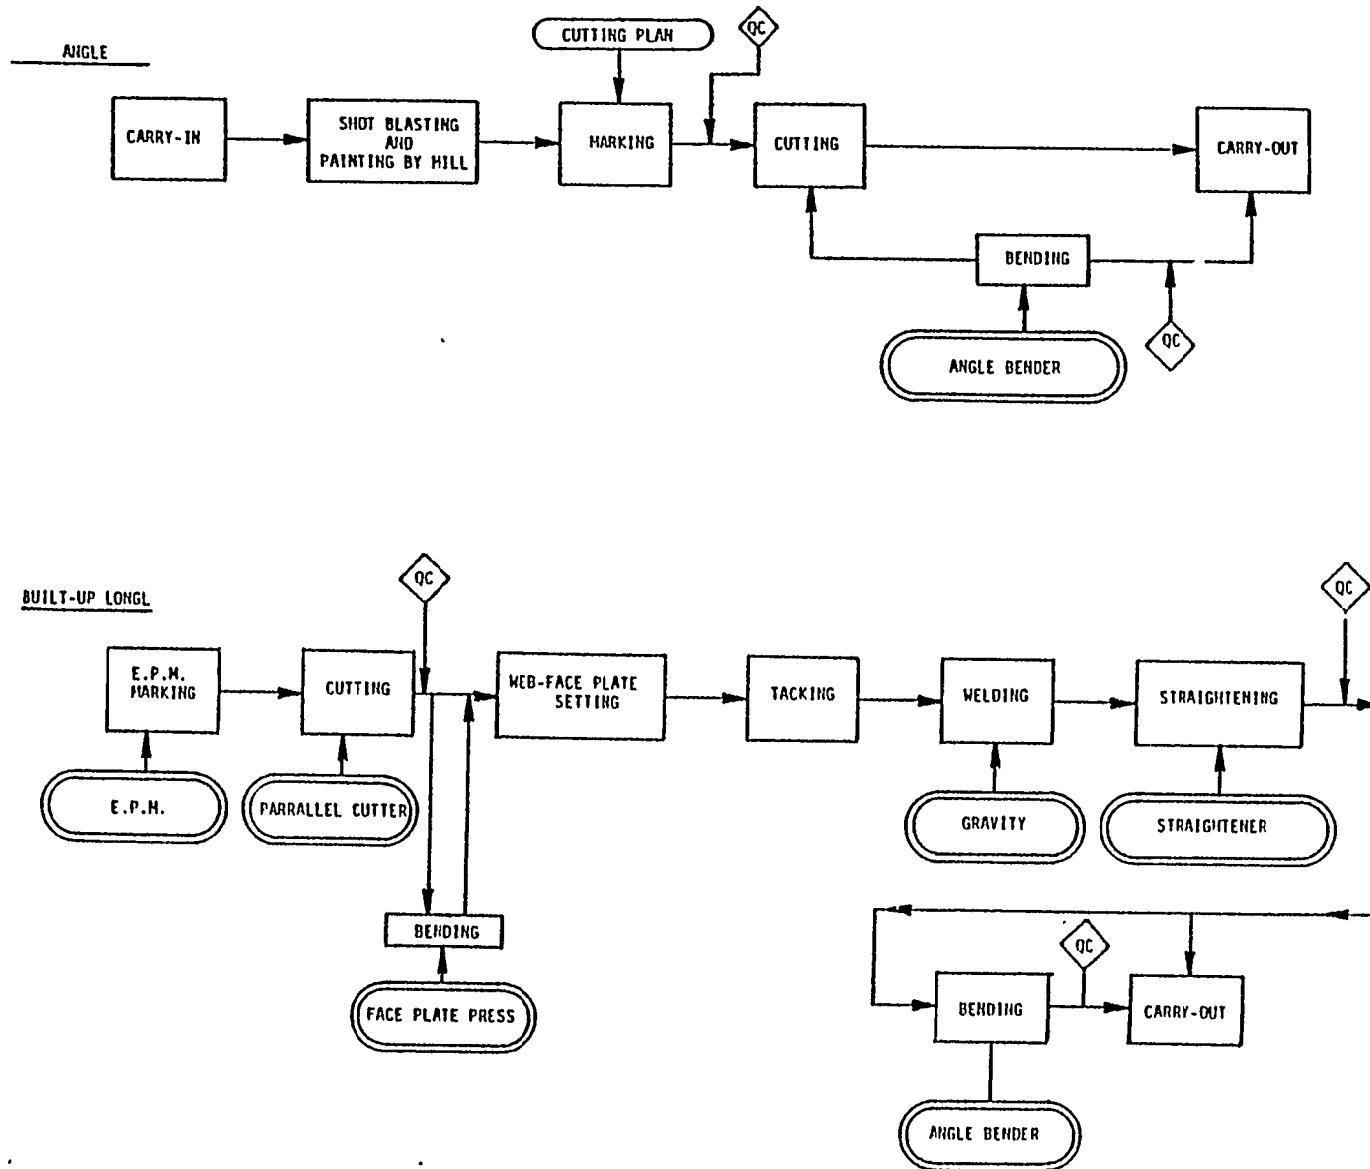 ANGLE
CUTTING PLAN
QC
CARRY-IN
SHOT BLASTING
AND
PAINTING BY MILL
MARKING
CUTTING
CARRY-OUT
BENDING
QC
ANGLE BENDER
BUILT-UP LONGL
QC
QC
E.P.M.
MARKING
CUTTING
WEB-FACE PLATE
SETTING
TACKING
WELDING
STRAIGHTENING
E.P.M.
PARRALLEL CUTTER
GRAVITY
STRAIGHTENER
BENDING
FACE PLATE PRESS
QC
BENDING
CARRY-OUT
ANGLE BENDER